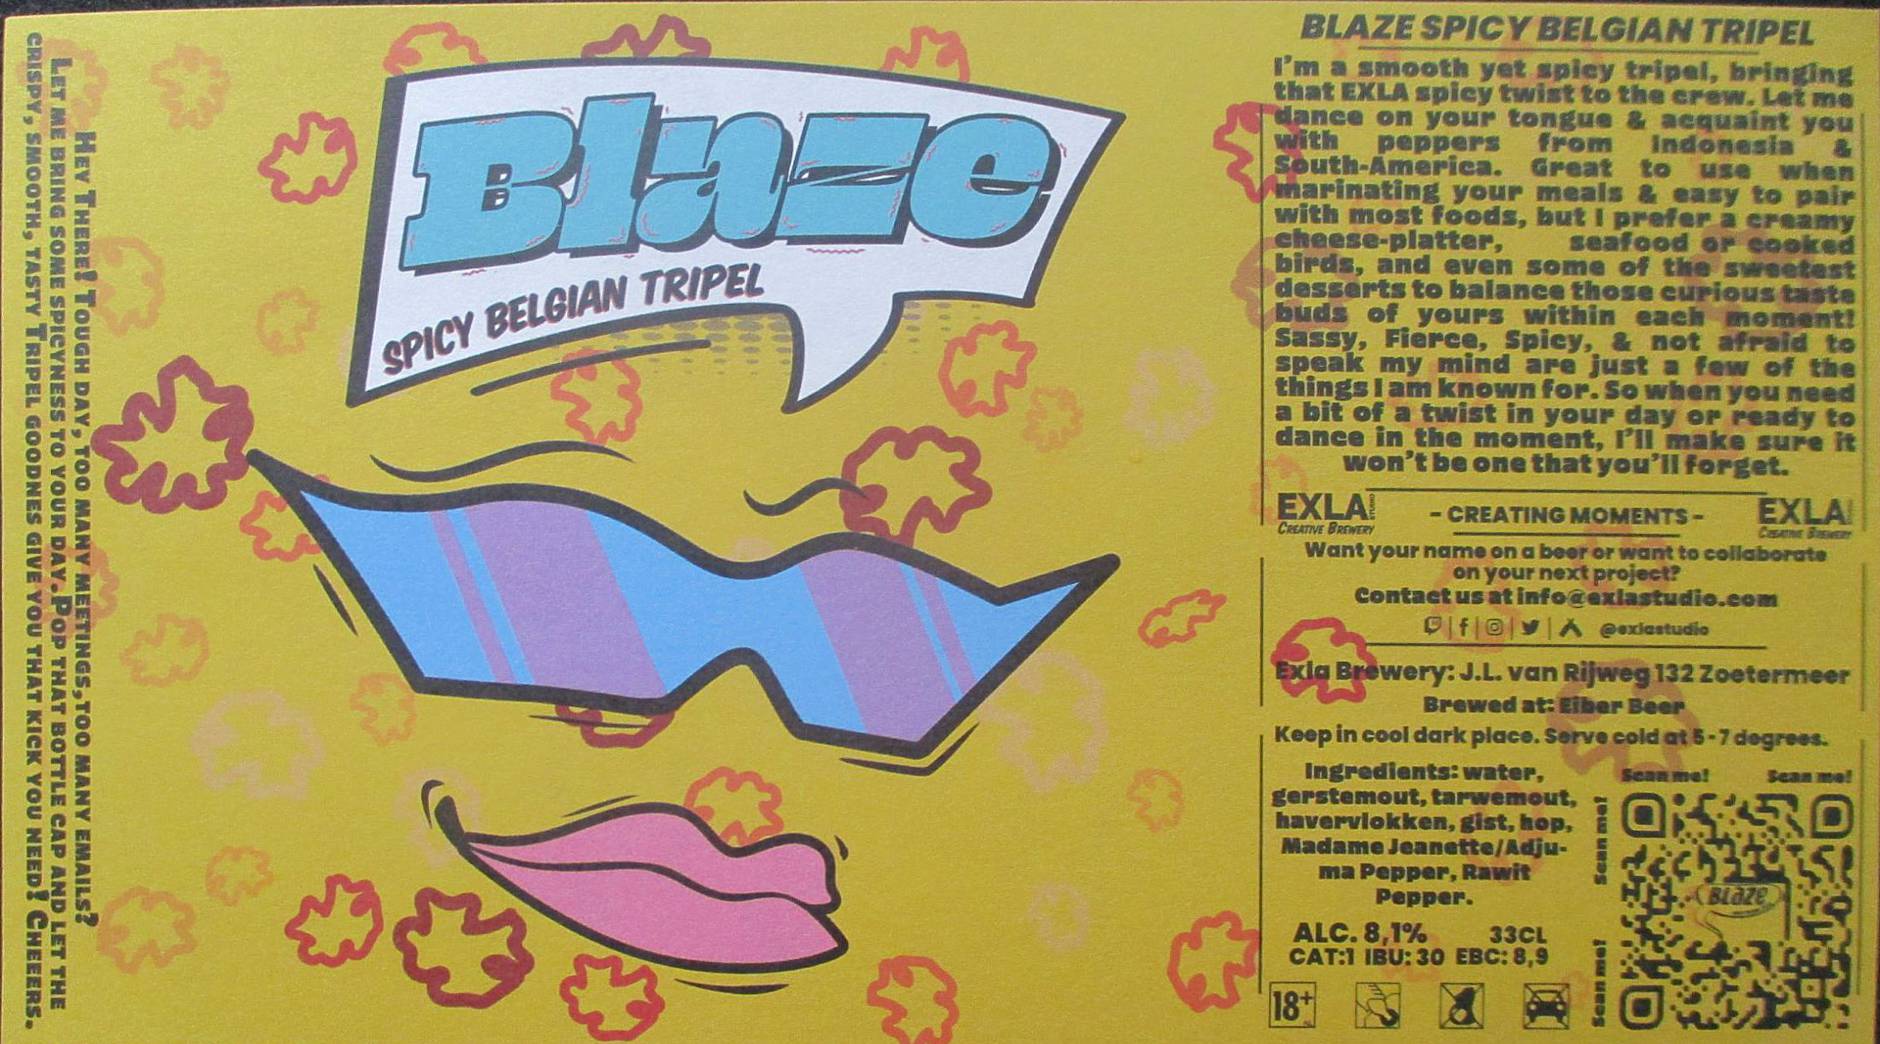 Hey There! Tough day, too many meetings, too many emails?
Let me bring some spicyness to your day. Pop that bottle cap and let the
crispy, smooth, tasty Tripel goodnes give you that kick you need! Cheeers.
Blaze
SPICY BELGIAN TRIPEL
BLAZE SPICY BELGIAN TRIPEL
I'm a smooth yet spicy tripel, bringing
that EXLA spicy twist to the crew. Let me
dance on your tongue & acquaint you
with peppers from Indonesia &
South-America. Great to use when
marinating your meals & easy to pair
with most foods, but I prefer a creamy
cheese-platter, seafood or cooked
birds, and even some of the sweetest
desserts to balance those curious taste
buds of yours within each moment!
Sassy, Fierce, Spicy, & not afraid to
speak my mind are just a few of the
things I am known for. So when you need
a bit of a twist in your day or ready to
dance in the moment, I'll make sure it
won't be one that you'll forget.
EXLA STUDIO
CREATIVE BREWERY
- CREATING MOMENTS -
EXLA STUDIO
CREATIVE BREWERY
Want your name on a beer or want to collaborate
on your next project?
Contact us at info@exlastudio.com
@exlastudio
Exla Brewery: J.L. van Rijweg 132 Zoetermeer
Brewed at: Eiber Beer
Keep in cool dark place. Serve cold at 5 - 7 degrees.
Ingredients: water,
gerstemout, tarwemout,
havervlokken, gist, hop,
Madame Jeanette/Adju-
ma Pepper, Rawit
Pepper.
ALC. 8,1% 33CL
CAT:1 IBU: 30 EBC: 8,9
18+
Scan me! Scan me!
Scan me!
Scan me!
Blaze